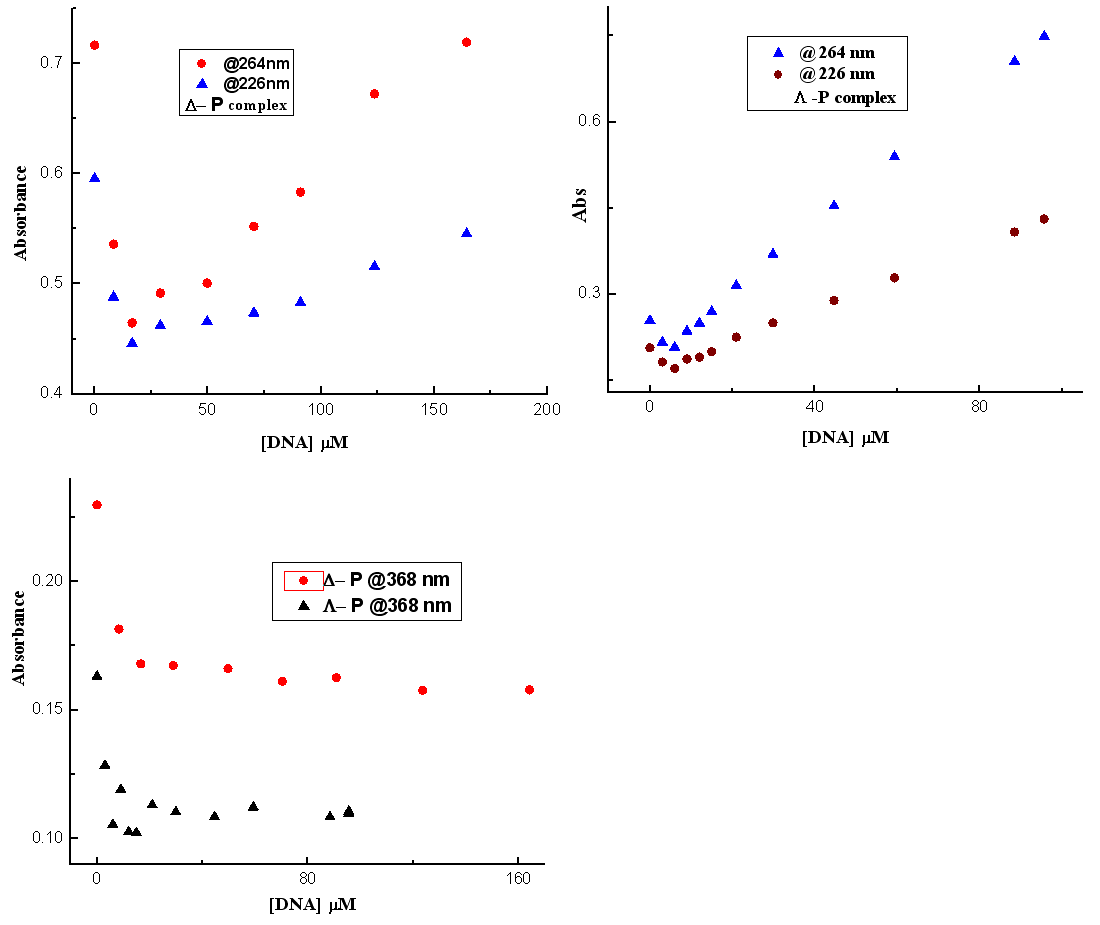 0.7
0.6
0.5
0.4
Absorbance
@264nm
@226nm
Δ– P complex
0 50 100 150 200
[DNA] μM
0.6
0.3
Abs
@ 264 nm
@ 226 nm
Λ -P complex
0 40 80
[DNA] μM
0.20
0.15
0.10
Absorbance
Δ– P @368 nm
Λ– P @368 nm
0 80 160
[DNA] μM